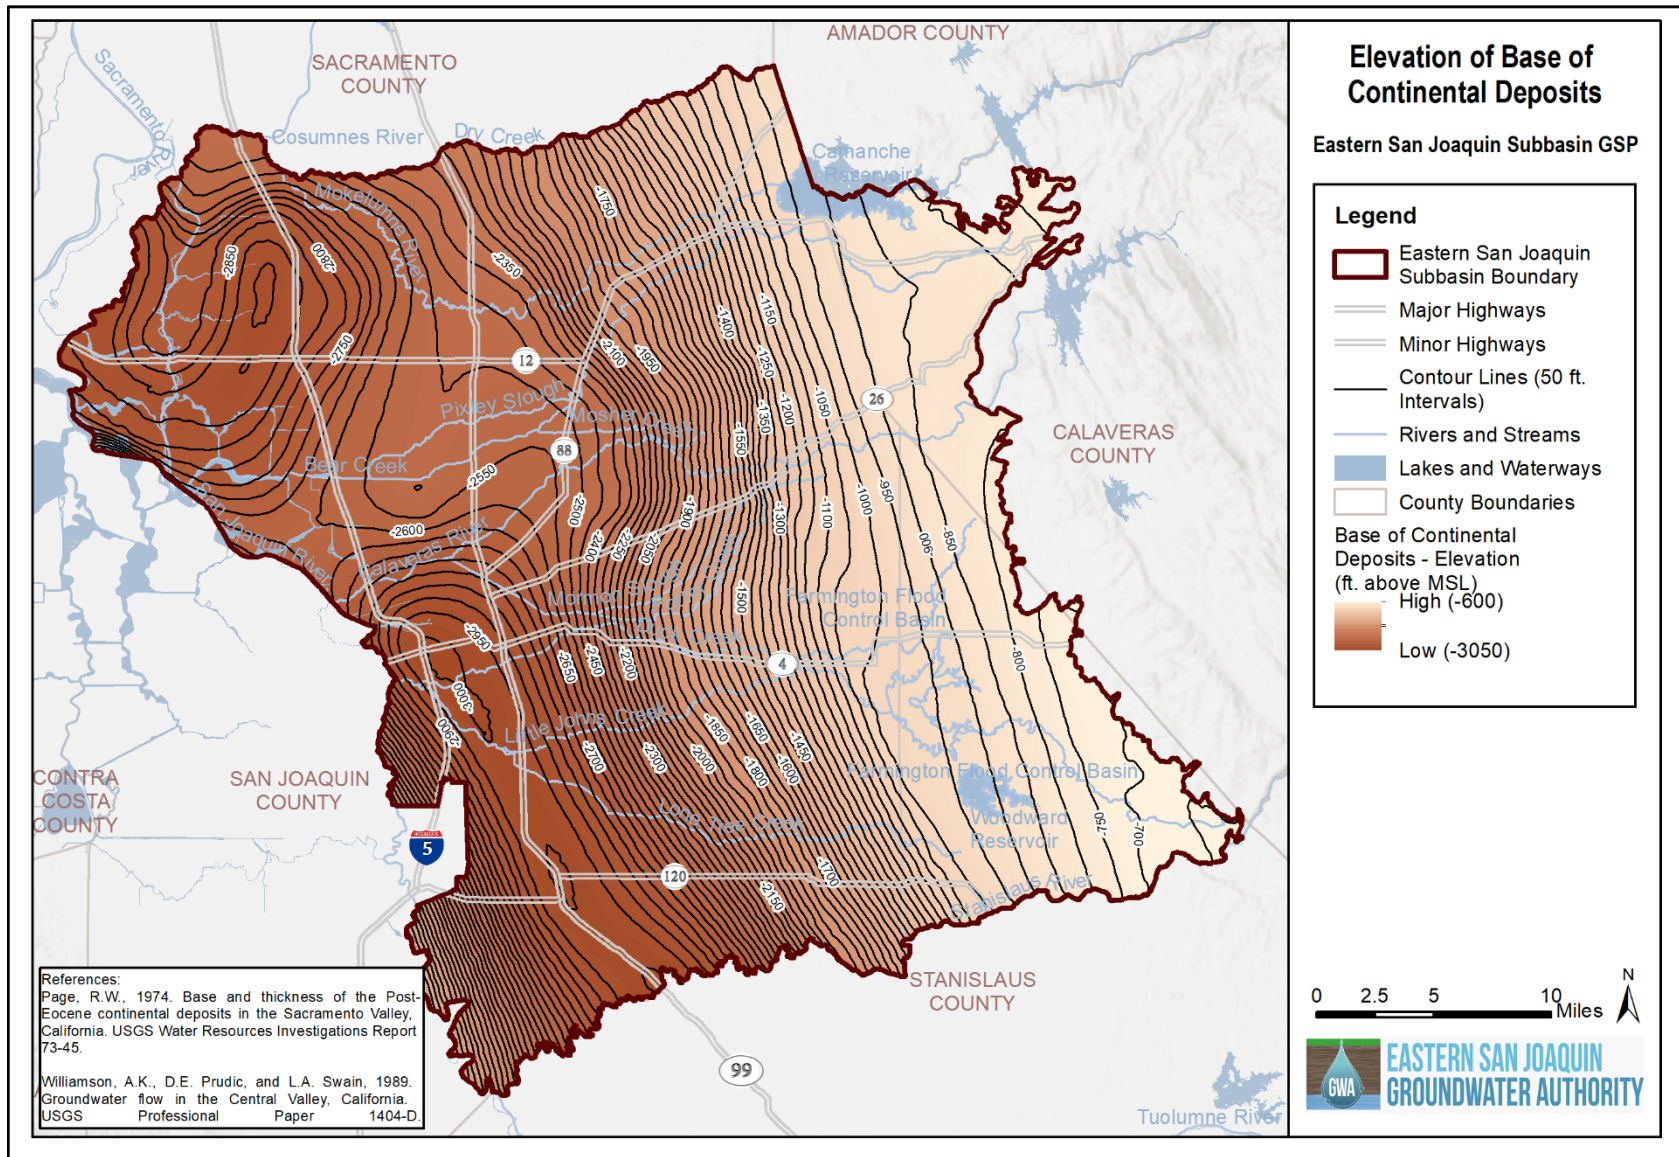 Elevation of Base of
Continental Deposits
Eastern San Joaquin Subbasin GSP
Legend
Eastern San Joaquin
Subbasin Boundary
Major Highways
Minor Highways
Contour Lines (50 ft.
Intervals)
Rivers and Streams
Lakes and Waterways
County Boundaries
Base of Continental
Deposits - Elevation
(ft. above MSL)
High (-600)
Low (-3050)
0 2.5 5 10
Miles
N
GWA
EASTERN SAN JOAQUIN
GROUNDWATER AUTHORITY
AMADOR COUNTY
SACRAMENTO
COUNTY
Sacramento
River
Cosumnes River
Dry Creek
Camanche
Reservoir
Mokelumne River
-1750
-2850
-2800
-2350
-1150
-1400
-2750
-2100
-1950
-1250
12
26
-1050
-1200
-1350
Pixley Slough
Mosher Creek
CALAVERAS
COUNTY
88
-1550
Bear Creek
-2550
-950
-1000
San Joaquin River
-2600
-2500
-1900
-1300
-1100
Calaveras River
-2400
-2250
-2050
-900
-850
Mormon Slough
-1500
Farmington Flood
Control Basin
-2950
Duck Creek
-2650
-2450
-2200
4
-800
-3000
-2900
Little Johns Creek
-1850
-1650
-1450
-2700
-2300
-2000
-1800
-1600
Farmington Flood Control Basin
CONTRA
COSTA
COUNTY
SAN JOAQUIN
COUNTY
Lone Tree Creek
Woodward
Reservoir
-750
-700
5
120
-1700
-2150
Stanislaus River
STANISLAUS
COUNTY
99
Tuolumne River
References:
Page, R.W., 1974. Base and thickness of the Post-
Eocene continental deposits in the Sacramento Valley,
California. USGS Water Resources Investigations Report
73-45.
Williamson, A.K., D.E. Prudic, and L.A. Swain, 1989.
Groundwater flow in the Central Valley, California.
USGS Professional Paper 1404-D.